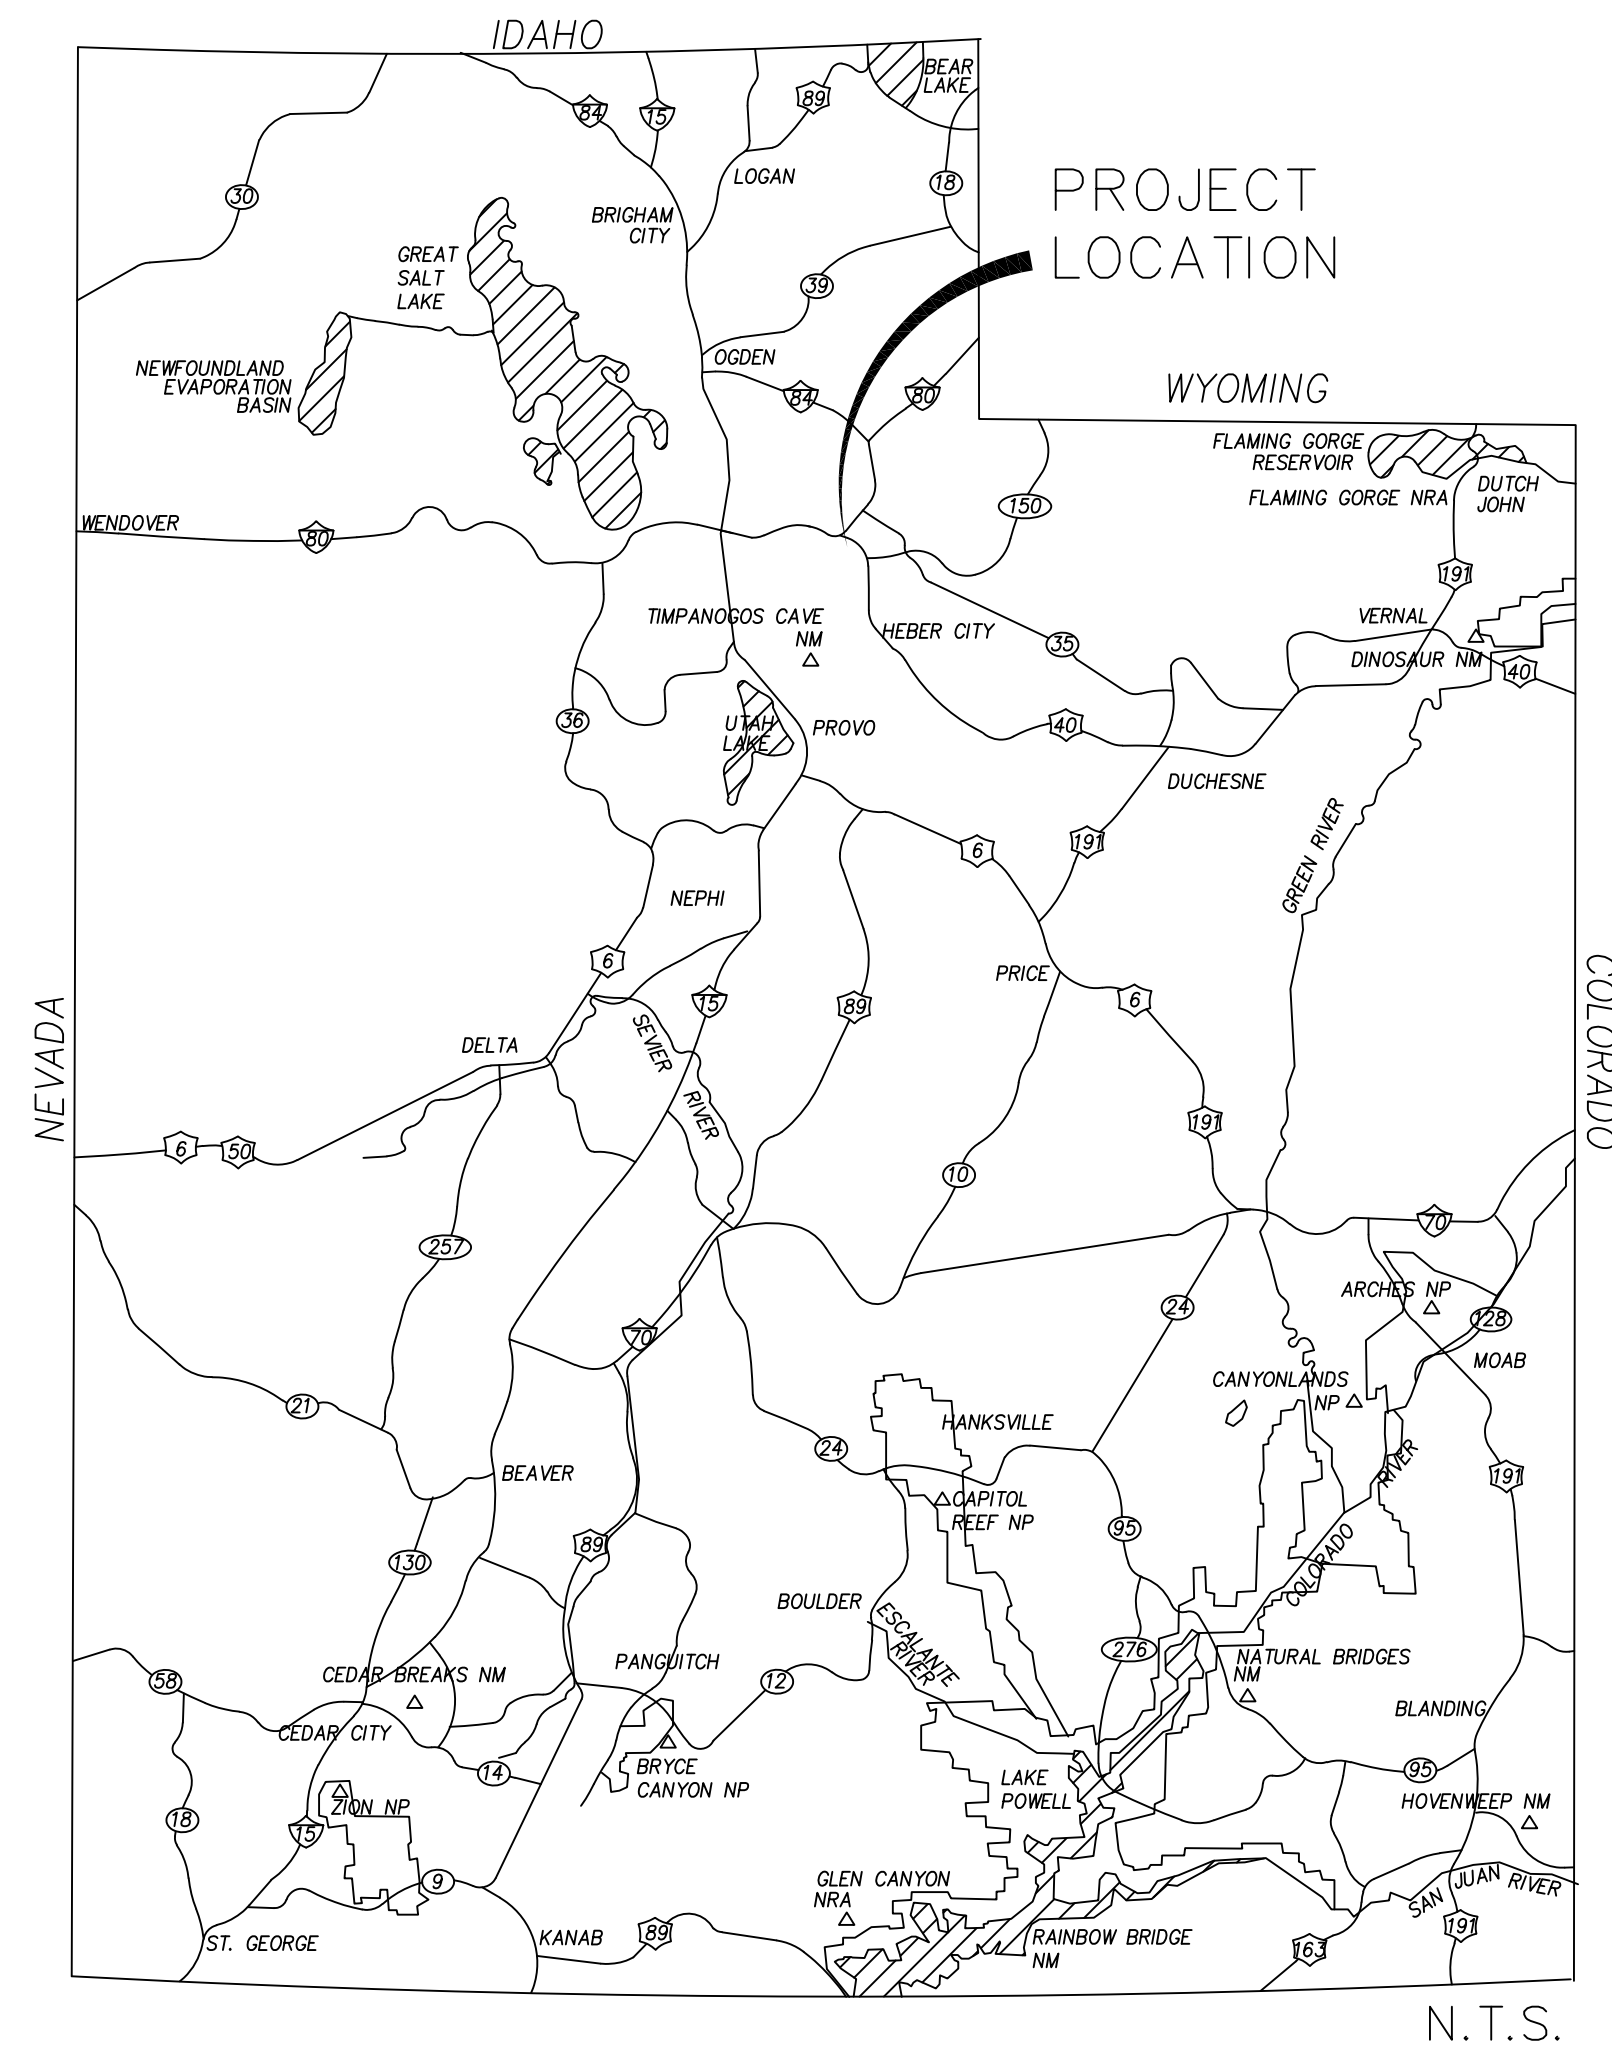 IDAHO
BEAR
LAKE
84
15
89
LOGAN
30
18
PROJECT
LOCATION
BRIGHAM
CITY
GREAT
SALT
LAKE
39
OGDEN
NEWFOUNDLAND
EVAPORATION
BASIN
84
80
WYOMING
FLAMING GORGE
RESERVOIR
FLAMING GORGE NRA
DUTCH
JOHN
150
WENDOVER
80
191
TIMPANOGOS CAVE
NM
HEBER CITY
35
VERNAL
DINOSAUR NM
40
36
UTAH
LAKE
PROVO
40
DUCHESNE
GREEN RIVER
6
191
NEPHI
6
PRICE
15
89
6
COLORADO
NEVADA
DELTA
SEVIER
RIVER
6
50
191
10
257
70
24
ARCHES NP
128
70
MOAB
CANYONLANDS
NP
21
HANKSVILLE
24
RIVER
BEAVER
191
CAPITOL
REEF NP
95
89
130
COLORADO
BOULDER
ESCALANTE
RIVER
276
NATURAL BRIDGES
NM
PANGUITCH
CEDAR BREAKS NM
58
12
BLANDING
CEDAR CITY
14
BRYCE
CANYON NP
LAKE
POWELL
95
HOVENWEEP NM
ZION NP
18
15
9
GLEN CANYON
NRA
SAN JUAN RIVER
ST. GEORGE
KANAB
89
RAINBOW BRIDGE
NM
163
191
N.T.S.